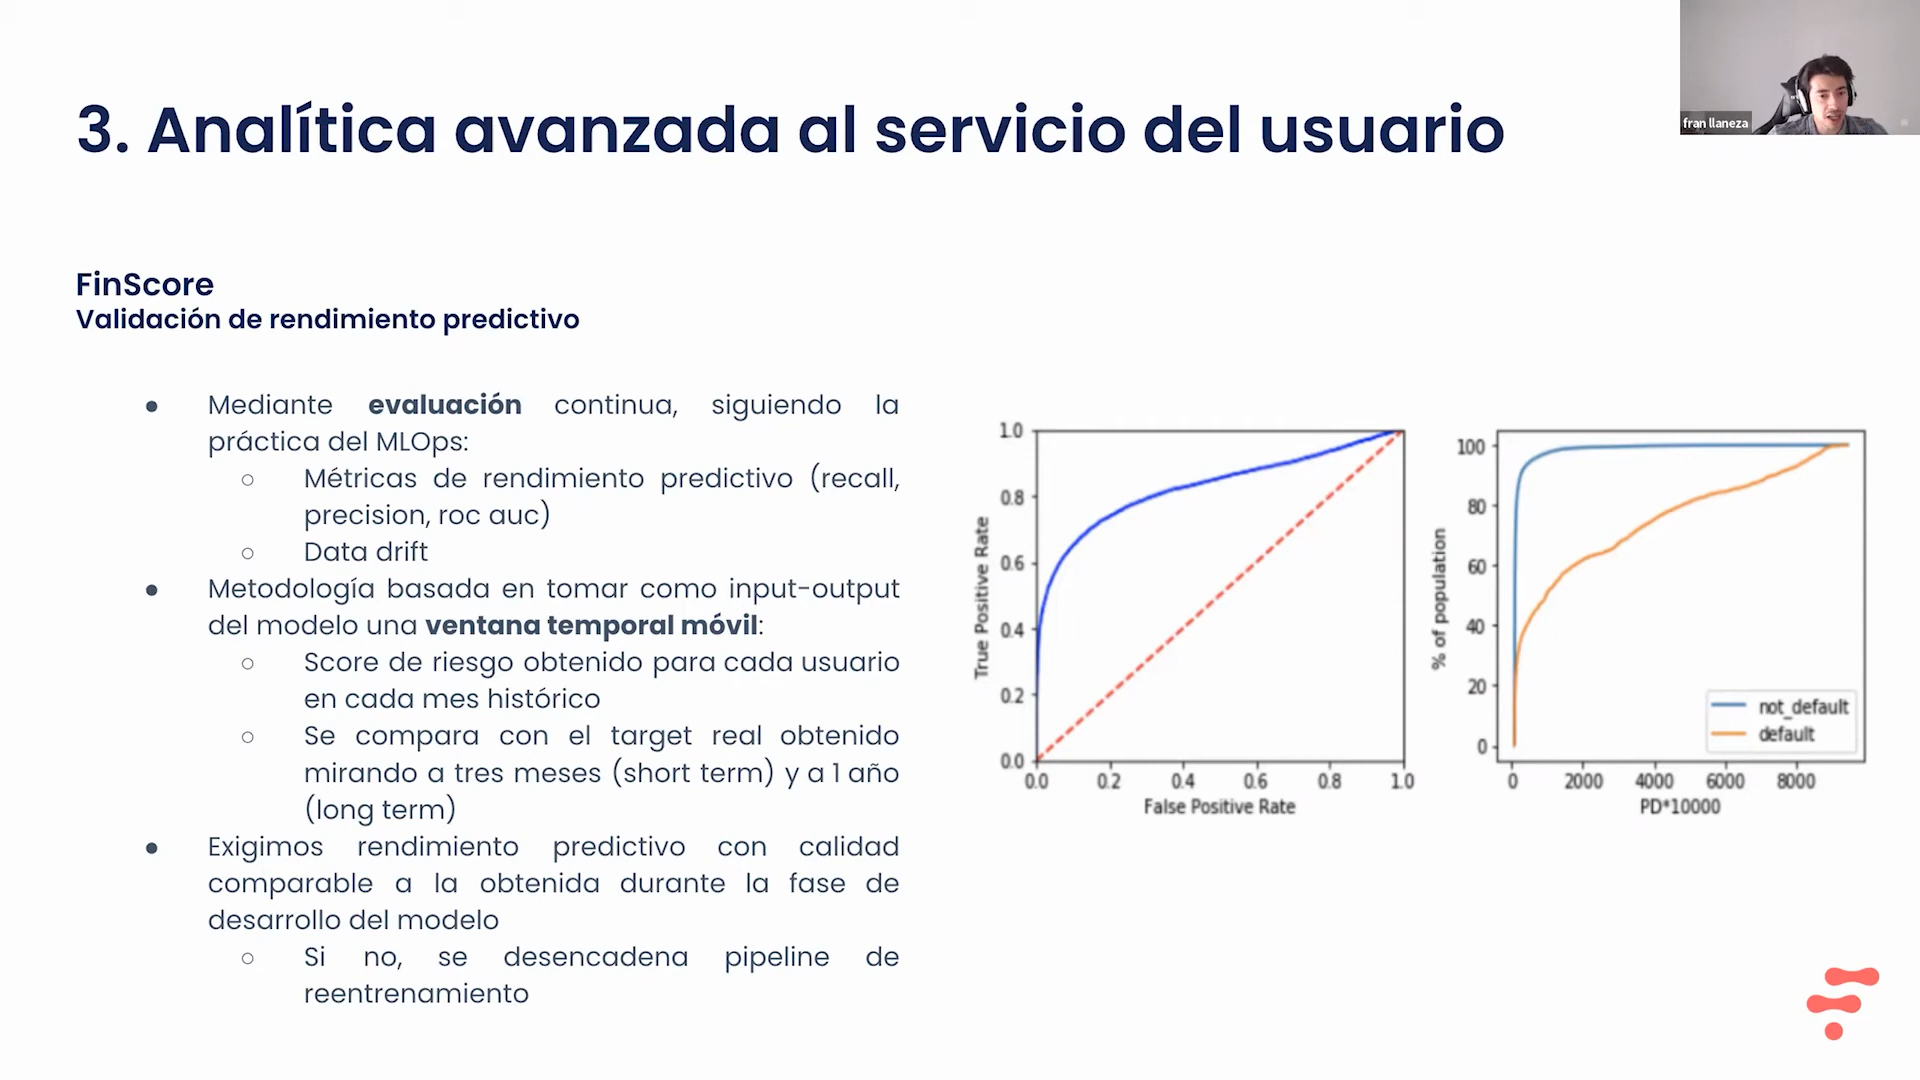 3. Analítica avanzada al servicio del usuario
fran llaneza
FinScore
Validación de rendimiento predictivo
● Mediante evaluación continua, siguiendo la
práctica del MLOps:
○ Métricas de rendimiento predictivo (recall,
precision, roc auc)
○ Data drift
● Metodología basada en tomar como input-output
del modelo una ventana temporal móvil:
○ Score de riesgo obtenido para cada usuario
en cada mes histórico
○ Se compara con el target real obtenido
mirando a tres meses (short term) y a 1 año
(long term)
● Exigimos rendimiento predictivo con calidad
comparable a la obtenida durante la fase de
desarrollo del modelo
○ Si no, se desencadena pipeline de
reentrenamiento
True Positive Rate
1.0
0.8
0.6
0.4
0.2
0.0
0.0 0.2 0.4 0.6 0.8 1.0
False Positive Rate
% of population
100
80
60
40
20
0
not_default
default
0 2000 4000 6000 8000
PD*10000